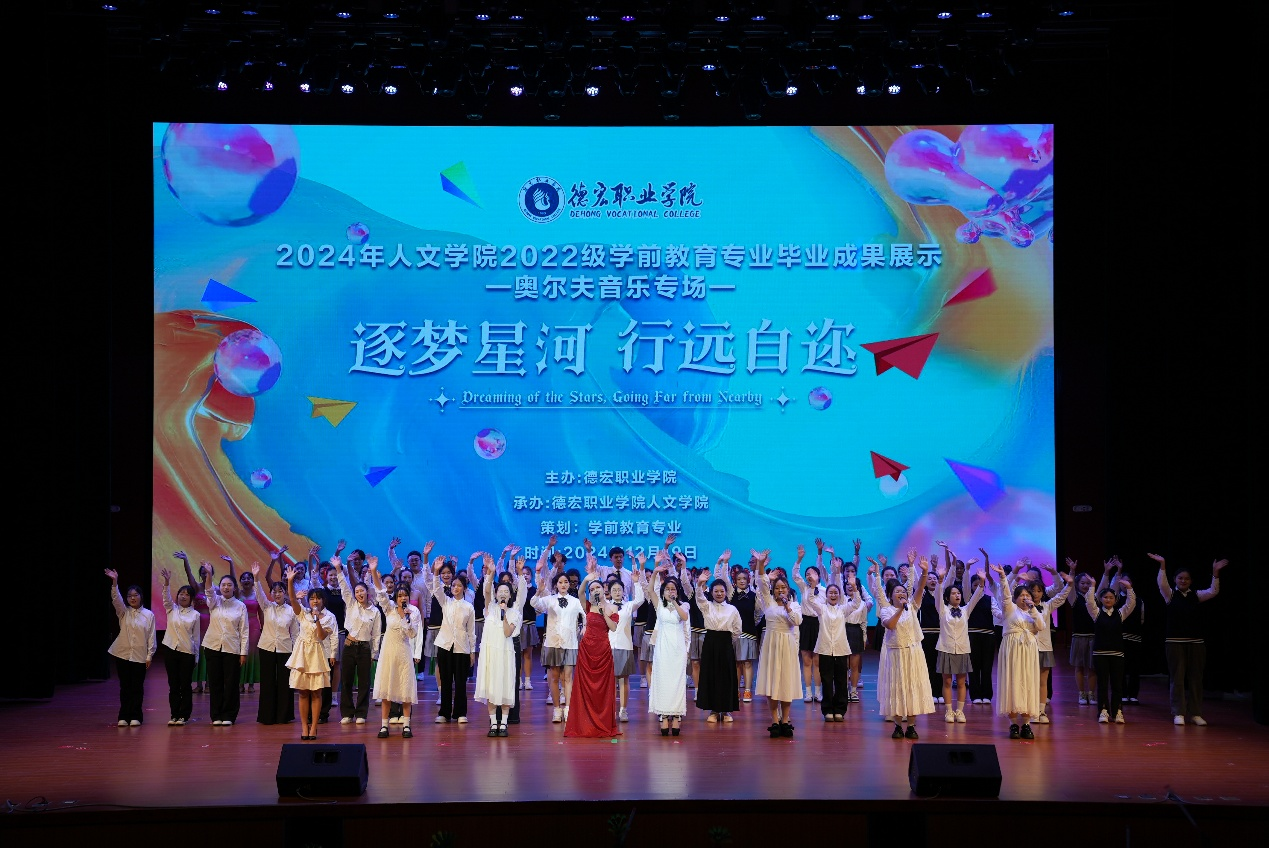 德宏职业学院
DEHONG VOCATIONAL COLLEGE
2024年人文学院2022级学前教育专业毕业成果展示
—奥尔夫音乐专场—
逐梦星河 行远自迩
Dreaming of the Stars, Going Far from Nearby
主办:德宏职业学院
承办:德宏职业学院人文学院
策划：学前教育专业
时间:2024